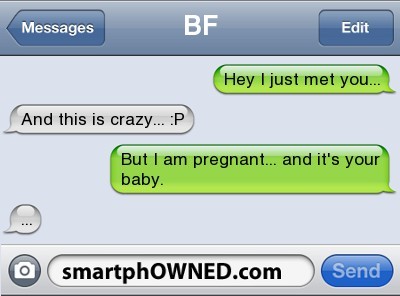 Messages BF Edit
Hey I just met you...
And this is crazy... :P
But I am pregnant... and it's your
baby.
...
smartphOWNED.com Send